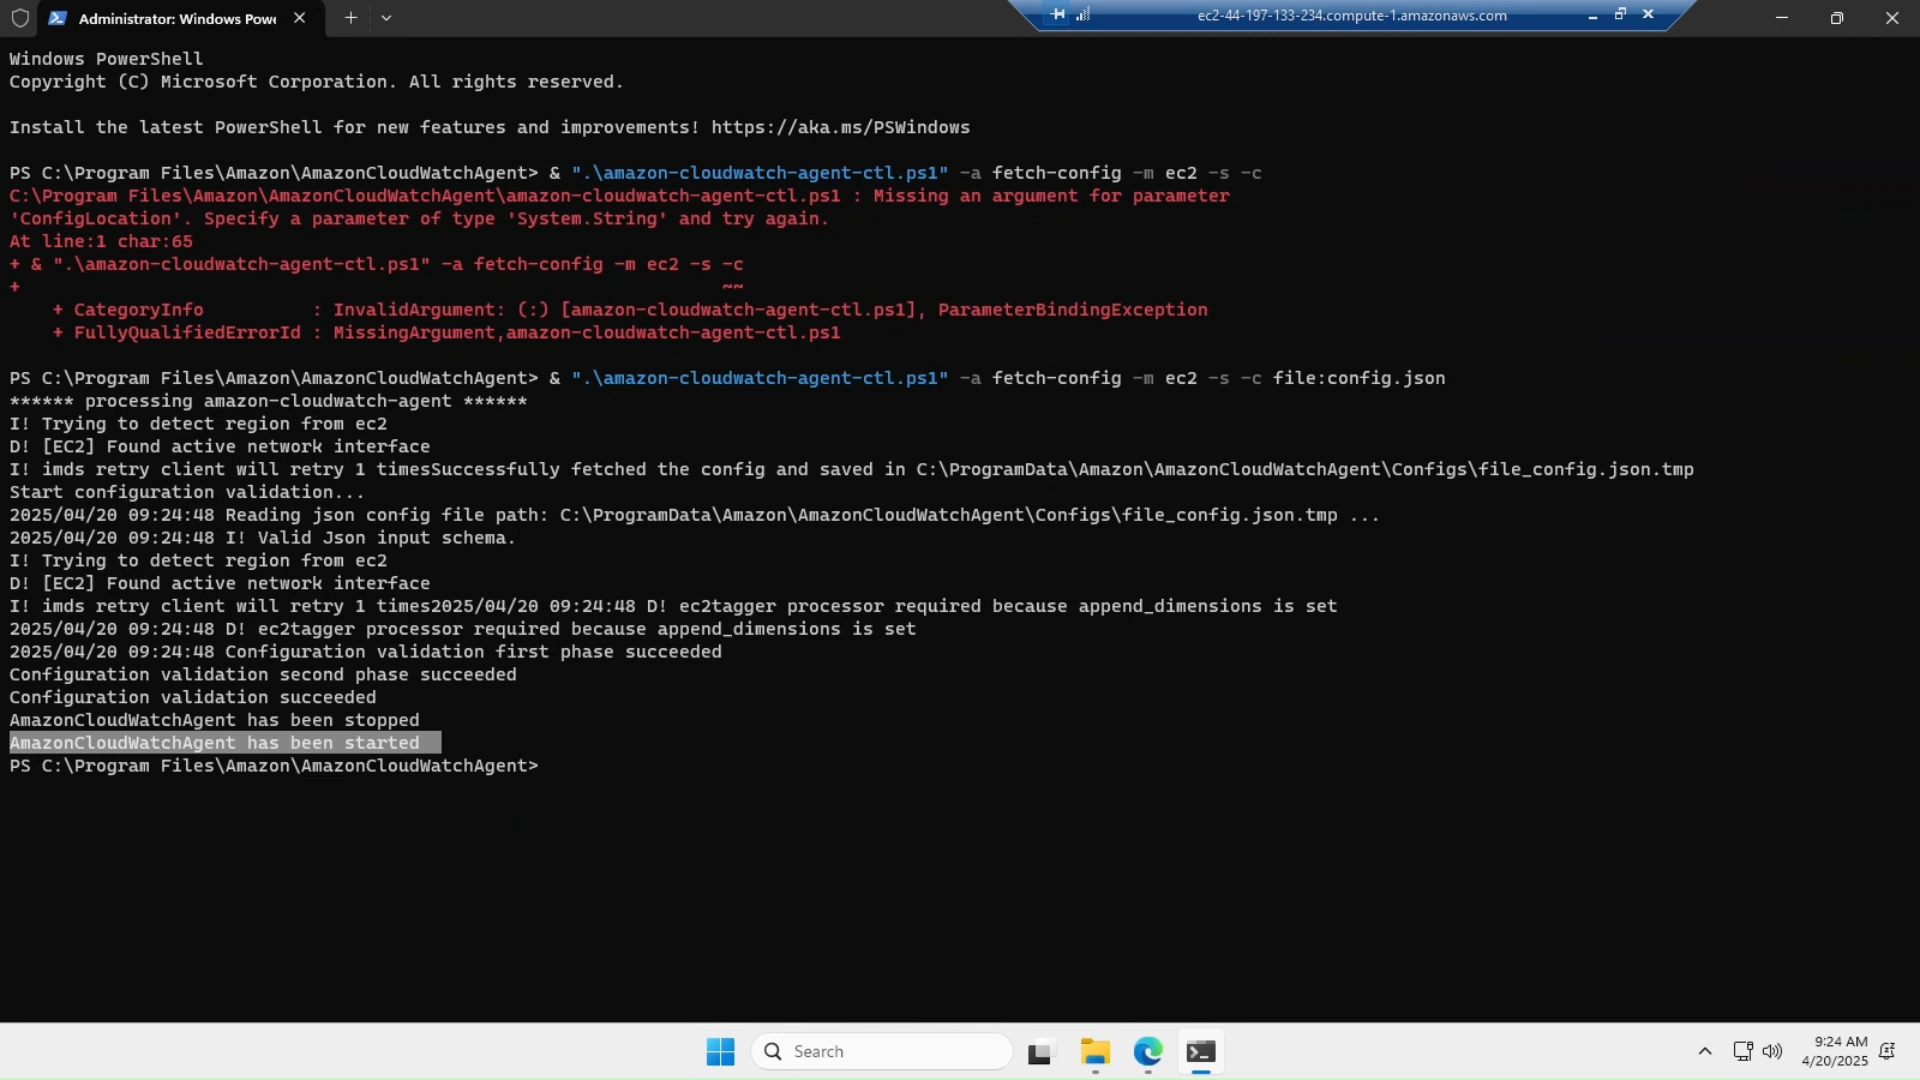 Administrator: Windows Powe
ec2-44-197-133-234.compute-1.amazonaws.com
Windows PowerShell
Copyright (C) Microsoft Corporation. All rights reserved.
Install the latest PowerShell for new features and improvements! https://aka.ms/PSWindows
PS C:\Program Files\Amazon\AmazonCloudWatchAgent> & ".\amazon-cloudwatch-agent-ctl.ps1" -a fetch-config -m ec2 -s -c
C:\Program Files\Amazon\AmazonCloudWatchAgent\amazon-cloudwatch-agent-ctl.ps1 : Missing an argument for parameter
'ConfigLocation'. Specify a parameter of type 'System.String' and try again.
At line:1 char:65
+ & ".\amazon-cloudwatch-agent-ctl.ps1" -a fetch-config -m ec2 -s -c
+                                                                 ~~
    + CategoryInfo          : InvalidArgument: (:) [amazon-cloudwatch-agent-ctl.ps1], ParameterBindingException
    + FullyQualifiedErrorId : MissingArgument,amazon-cloudwatch-agent-ctl.ps1
PS C:\Program Files\Amazon\AmazonCloudWatchAgent> & ".\amazon-cloudwatch-agent-ctl.ps1" -a fetch-config -m ec2 -s -c file:config.json
****** processing amazon-cloudwatch-agent ******
I! Trying to detect region from ec2
D! [EC2] Found active network interface
I! imds retry client will retry 1 timesSuccessfully fetched the config and saved in C:\ProgramData\Amazon\AmazonCloudWatchAgent\Configs\file_config.json.tmp
Start configuration validation...
2025/04/20 09:24:48 Reading json config file path: C:\ProgramData\Amazon\AmazonCloudWatchAgent\Configs\file_config.json.tmp ...
2025/04/20 09:24:48 I! Valid Json input schema.
I! Trying to detect region from ec2
D! [EC2] Found active network interface
I! imds retry client will retry 1 times2025/04/20 09:24:48 D! ec2tagger processor required because append_dimensions is set
2025/04/20 09:24:48 D! ec2tagger processor required because append_dimensions is set
2025/04/20 09:24:48 Configuration validation first phase succeeded
Configuration validation second phase succeeded
Configuration validation succeeded
AmazonCloudWatchAgent has been stopped
AmazonCloudWatchAgent has been started
PS C:\Program Files\Amazon\AmazonCloudWatchAgent>
Search
9:24 AM
4/20/2025